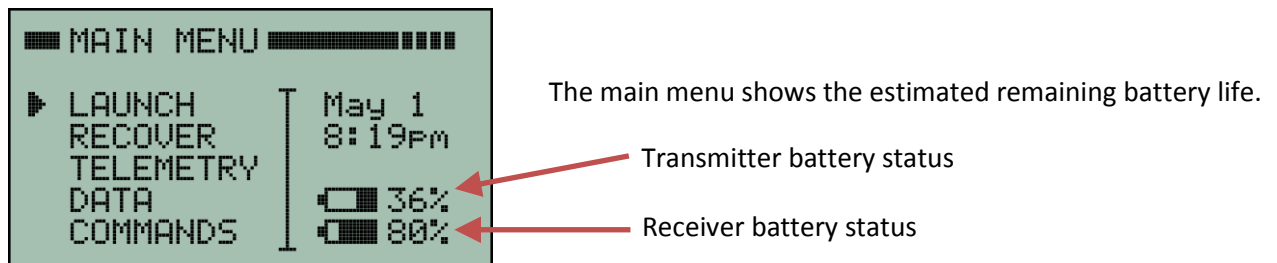 MAIN MENU
LAUNCH May 1
RECOVER 8:19pm
TELEMETRY
DATA 36%
COMMANDS 80%
The main menu shows the estimated remaining battery life.
Transmitter battery status
Receiver battery status